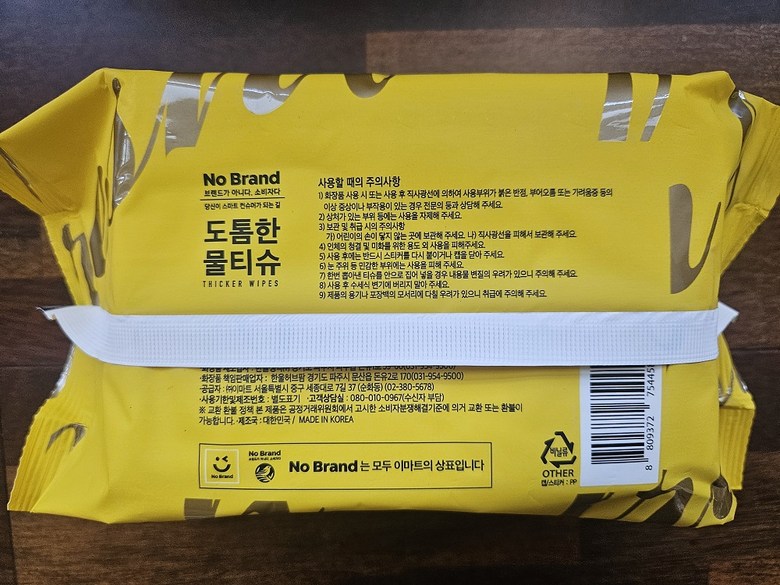 No Brand
브랜드가 아니다. 소비자다
당신이 스마트 컨슈머가 되는 길
도톰한
물티슈
THICKER WIPES
사용할 때의 주의사항
1) 화장품 사용 시 또는 사용 후 직사광선에 의하여 사용부위가 붉은 반점, 부어오름 또는 가려움증 등의
이상 증상이나 부작용이 있는 경우 전문의 등과 상담해 주세요.
2) 상처가 있는 부위 등에는 사용을 자제해 주세요.
3) 보관 및 취급 시의 주의사항
가) 어린이의 손이 닿지 않는 곳에 보관해 주세요. 나) 직사광선을 피해서 보관해 주세요.
4) 인체의 청결 및 미화를 위한 용도 외 사용을 피해주세요.
5) 사용 후에는 반드시 스티커를 다시 붙이거나 캡을 닫아 주세요.
6) 눈 주위 등 민감한 부위에는 사용을 피해 주세요.
7) 한번 뽑아낸 티슈를 안으로 집어 넣을 경우 내용물 변질의 우려가 있으니 주의해 주세요.
8) 사용 후 수세식 변기에 버리지 말아 주세요.
9) 제품의 용기나 포장백의 모서리에 다칠 우려가 있으니 취급에 주의해 주세요.
·화장품 책임판매업자 : 한울허브팜 경기도 파주시 문산읍 돈유2로 170(031-954-9500)
·공급자 : ㈜이마트 서울특별시 중구 세종대로 7길 37 (순화동) (02-380-5678)
·사용기한및제조번호 : 별도표기 ·고객상담실 : 080-010-0967(수신자 부담)
※ 교환 환불 정책 본 제품은 공정거래위원회에서 고시한 소비자분쟁해결기준에 의거 교환 또는 환불이
가능합니다. ·제조국 : 대한민국 / MADE IN KOREA
No Brand
No Brand
브랜드가 아니다. 소비자다
No Brand는 모두 이마트의 상표입니다
비닐류
OTHER
캡/스티커 : PP
8 809372 75445